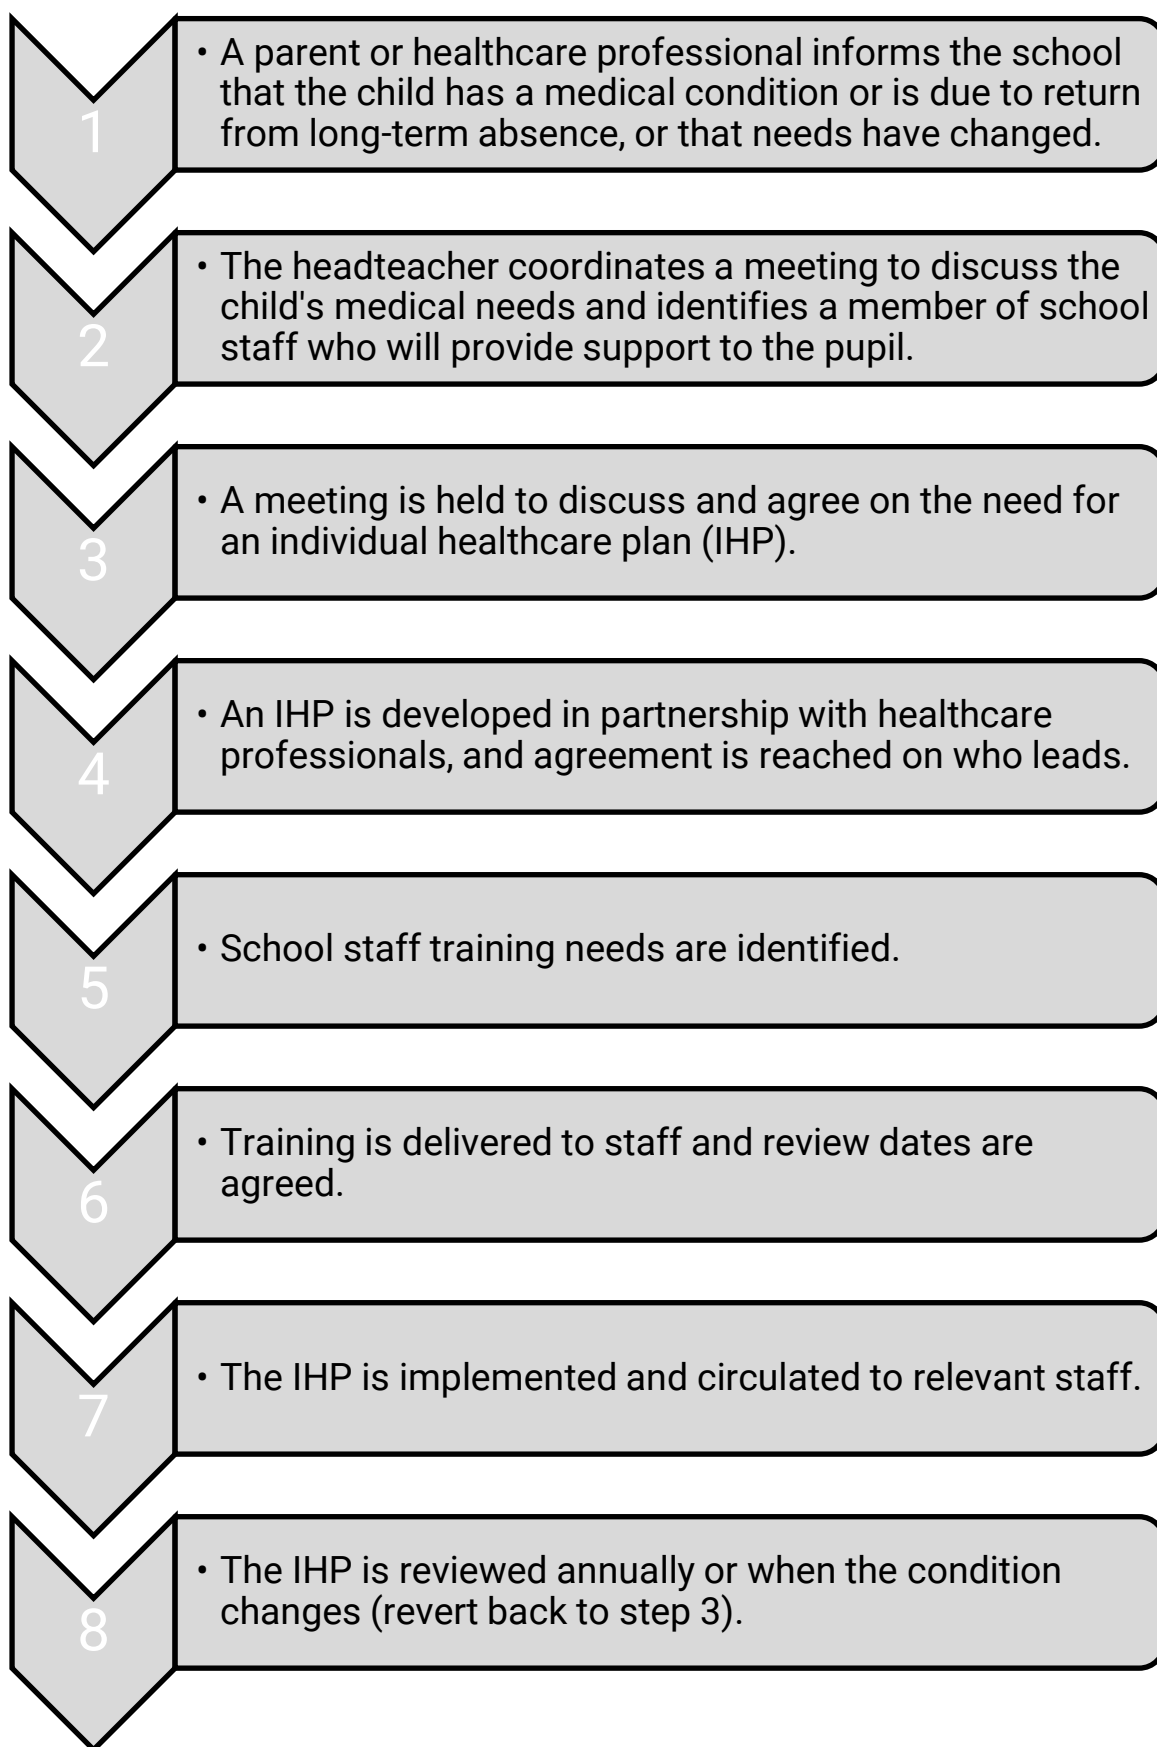 1
• A parent or healthcare professional informs the school
that the child has a medical condition or is due to return
from long-term absence, or that needs have changed.
2
• The headteacher coordinates a meeting to discuss the
child's medical needs and identifies a member of school
staff who will provide support to the pupil.
3
• A meeting is held to discuss and agree on the need for
an individual healthcare plan (IHP).
4
• An IHP is developed in partnership with healthcare
professionals, and agreement is reached on who leads.
5
• School staff training needs are identified.
6
• Training is delivered to staff and review dates are
agreed.
7
• The IHP is implemented and circulated to relevant staff.
8
• The IHP is reviewed annually or when the condition
changes (revert back to step 3).